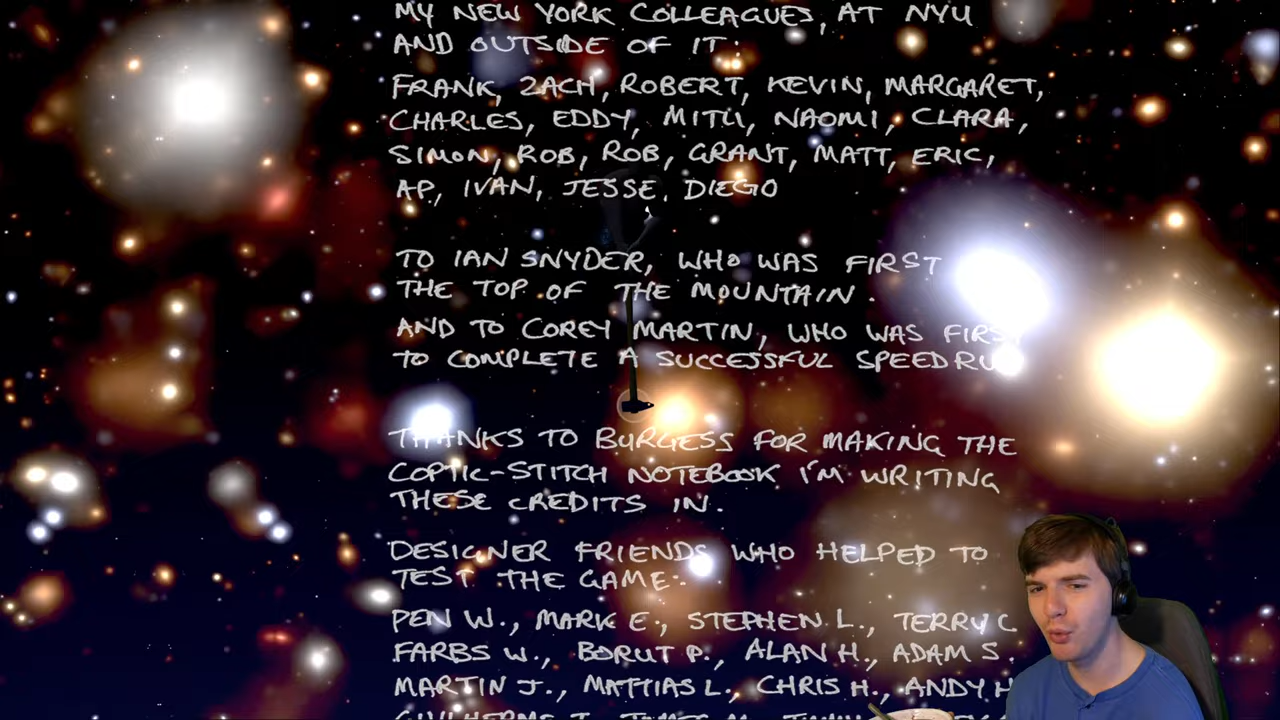 MY NEW YORK COLLEAGUES, AT NYU
AND OUTSIDE OF IT:
FRANK, ZACH, ROBERT, KEVIN, MARGARET,
CHARLES, EDDY, MITU, NAOMI, CLARA,
SIMON, ROB, ROB, GRANT, MATT, ERIC,
AP, IVAN, JESSE, DIEGO
TO IAN SNYDER, WHO WAS FIRST
THE TOP OF THE MOUNTAIN.
AND TO COREY MARTIN, WHO WAS FIRST
TO COMPLETE A SUCCESSFUL SPEEDRUN
THANKS TO BURGESS FOR MAKING THE
COPTIC-STITCH NOTEBOOK I'M WRITING
THESE CREDITS IN.
DESIGNER FRIENDS WHO HELPED TO
TEST THE GAME:
PEN W., MARK E., STEPHEN L., TERRY C
FARBS W., BORUT P., ALAN H., ADAM S.
MARTIN J., MATTIAS L., CHRIS H., ANDY H